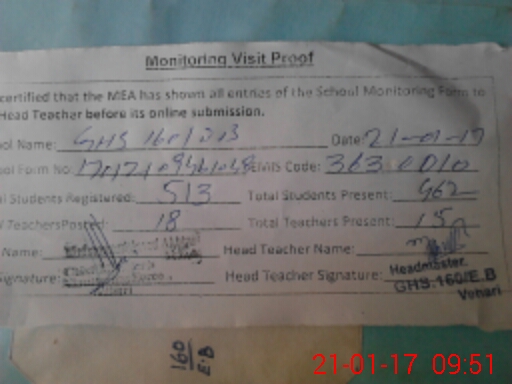 Monitoring Visit Proof
certified that the MEA has shown all entries of the School Monitoring Form to
Head Teacher before its online submission.
ool Name: GHS 160/ Date: 21-01-17
ool Form No: EMIS Code: 363 0010
l Students Registered: 513 Total Students Present: 462
Teachers Posted: 18 Total Teachers Present: 15
Name: Head Teacher Name:
Signature: Head Teacher Signature: Headmaster
GHS.160/E.B
Vehari
160
E.B
21-01-17 09:51